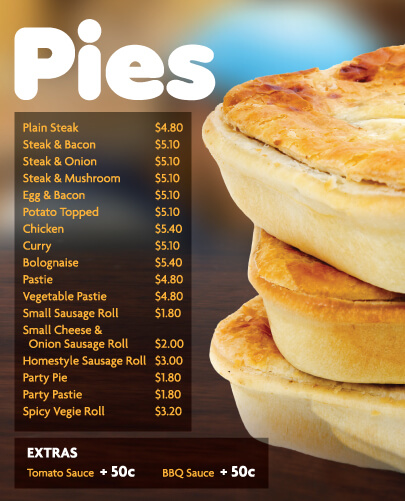 Pies
Plain Steak $4.80
Steak & Bacon $5.10
Steak & Onion $5.10
Steak & Mushroom $5.10
Egg & Bacon $5.10
Potato Topped $5.10
Chicken $5.40
Curry $5.10
Bolognaise $5.40
Pastie $4.80
Vegetable Pastie $4.80
Small Sausage Roll $1.80
Small Cheese &
Onion Sausage Roll $2.00
Homestyle Sausage Roll $3.00
Party Pie $1.80
Party Pastie $1.80
Spicy Vegie Roll $3.20
EXTRAS
Tomato Sauce + 50c BBQ Sauce + 50c